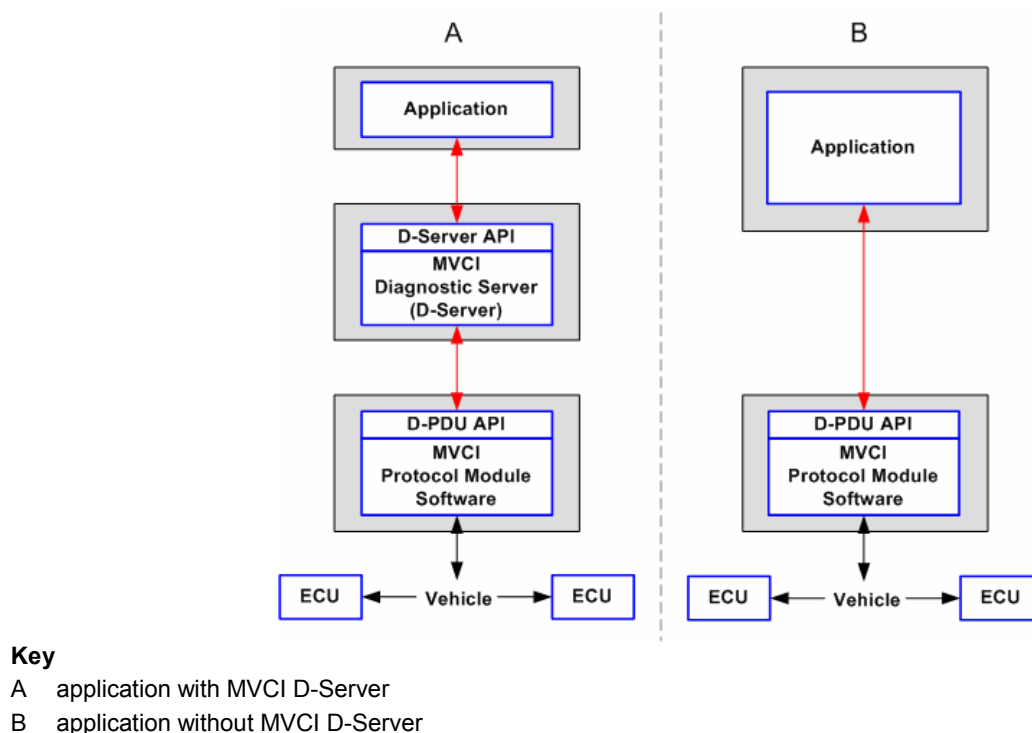 A
Application
D-Server API
MVCI
Diagnostic Server
(D-Server)
D-PDU API
MVCI
Protocol Module
Software
ECU
Vehicle
ECU
B
Application
D-PDU API
MVCI
Protocol Module
Software
ECU
Vehicle
ECU
Key
A application with MVCI D-Server
B application without MVCI D-Server